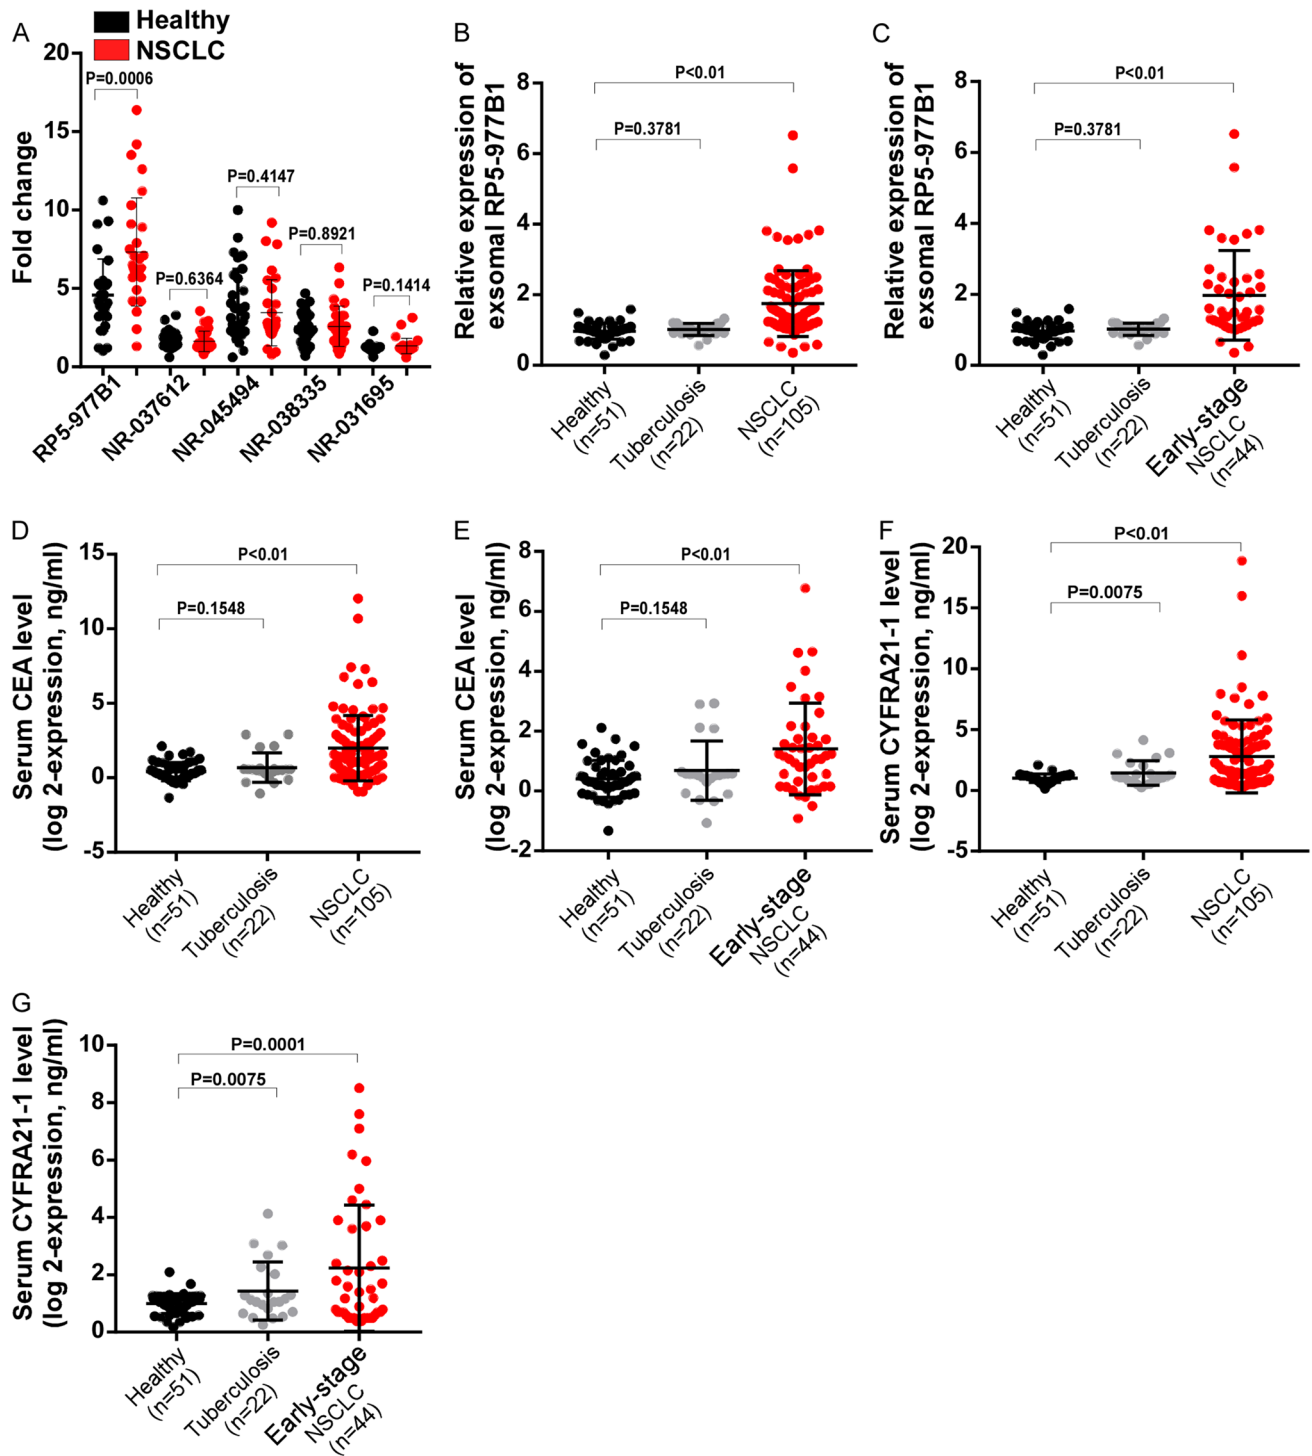 A
Healthy
NSCLC
Fold change
20
15
10
5
0
P=0.0006
P=0.6364
P=0.4147
P=0.8921
P=0.1414
RP5-977B1
NR-037612
NR-045494
NR-038335
NR-031695
B
Relative expression of
exsomal RP5-977B1
8
6
4
2
0
P<0.01
P=0.3781
Healthy
(n=51)
Tuberculosis
(n=22)
NSCLC
(n=105)
C
Relative expression of
exsomal RP5-977B1
8
6
4
2
0
P<0.01
P=0.3781
Healthy
(n=51)
Tuberculosis
(n=22)
Early-stage
NSCLC
(n=44)
D
Serum CEA level
(log 2-expression, ng/ml)
15
10
5
0
-5
P<0.01
P=0.1548
Healthy
(n=51)
Tuberculosis
(n=22)
NSCLC
(n=105)
E
Serum CEA level
(log 2-expression, ng/ml)
8
6
4
2
0
-2
P<0.01
P=0.1548
Healthy
(n=51)
Tuberculosis
(n=22)
Early-stage
NSCLC
(n=44)
F
Serum CYFRA21-1 level
(log 2-expression, ng/ml)
20
15
10
5
0
-5
P<0.01
P=0.0075
Healthy
(n=51)
Tuberculosis
(n=22)
NSCLC
(n=105)
G
Serum CYFRA21-1 level
(log 2-expression, ng/ml)
10
8
6
4
2
0
P=0.0001
P=0.0075
Healthy
(n=51)
Tuberculosis
(n=22)
Early-stage
NSCLC
(n=44)